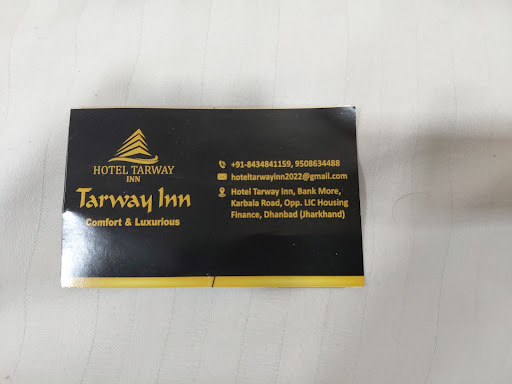 HOTEL TARWAY
INN
Tarway Inn
Comfort & Luxurious
+91-8434841159, 9508634488
hoteltarwayinn2022@gmail.com
Hotel Tarway Inn, Bank More,
Karbala Road, Opp. LIC Housing
Finance, Dhanbad (Jharkhand)